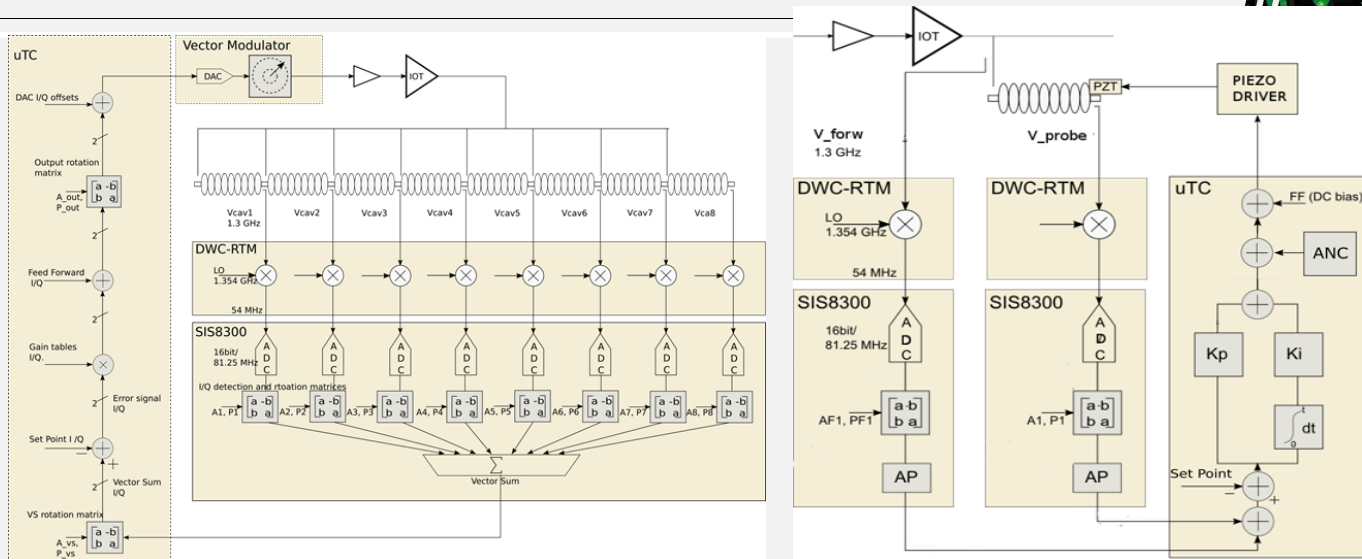 uTC
Vector Modulator
DAC
IOT
DAC I/Q offsets
2
Output rotation
matrix
A_out,
P_out
a -b
b a
2
Feed Forward
I/Q
2
Gain tables
I/Q.
2
Error signal
I/Q
Set Point I /Q
−
+
2
Vector Sum
I/Q
VS rotation matrix
A_vs,
P_vs
a -b
b a
Vcav1
1.3 GHz
Vcav2
Vcav3
Vcav4
Vcav5
Vcav6
Vcav7
Vca8
DWC-RTM
LO
1.354 GHz
54 MHz
SIS8300
16bit/
81.25 MHz
A
D
C
A
D
C
A
D
C
A
D
C
A
D
C
A
D
C
A
D
C
A
D
C
I/Q detection and rtoation matrices
A1, P1
a -b
b a
A2, P2
a -b
b a
A3, P3
a -b
b a
A4, P4
a -b
b a
A5, P5
a -b
b a
A6, P6
a -b
b a
A7, P7
a -b
b a
A8, P8
a -b
b a
Σ
Vector Sum
IOT
PZT
PIEZO
DRIVER
V_forw
1.3 GHz
V_probe
DWC-RTM
LO
1.354 GHz
54 MHz
DWC-RTM
SIS8300
16bit/
81.25 MHz
A
D
C
AF1, PF1
a -b
b a
AP
SIS8300
A
D
C
A1, P1
a -b
b a
AP
uTC
FF (DC bias)
ANC
Kp
Ki
∫ dt
t
0
Set Point
−
+